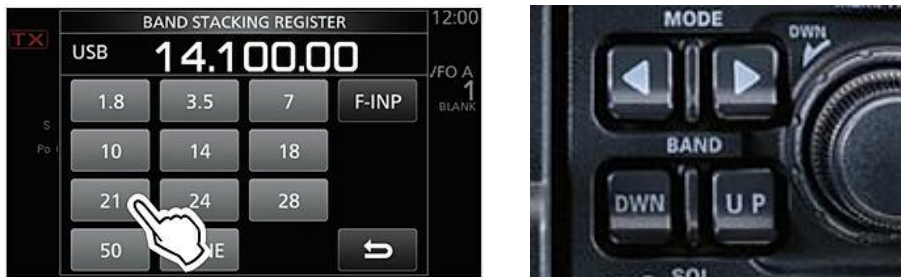 BAND STACKING REGISTER
12:00
TX
USB 14.100.00
VFO A
1
BLANK
1.8 3.5 7 F-INP
S
Po
10 14 18
21 24 28
50
MODE
DWN
BAND
DWN UP